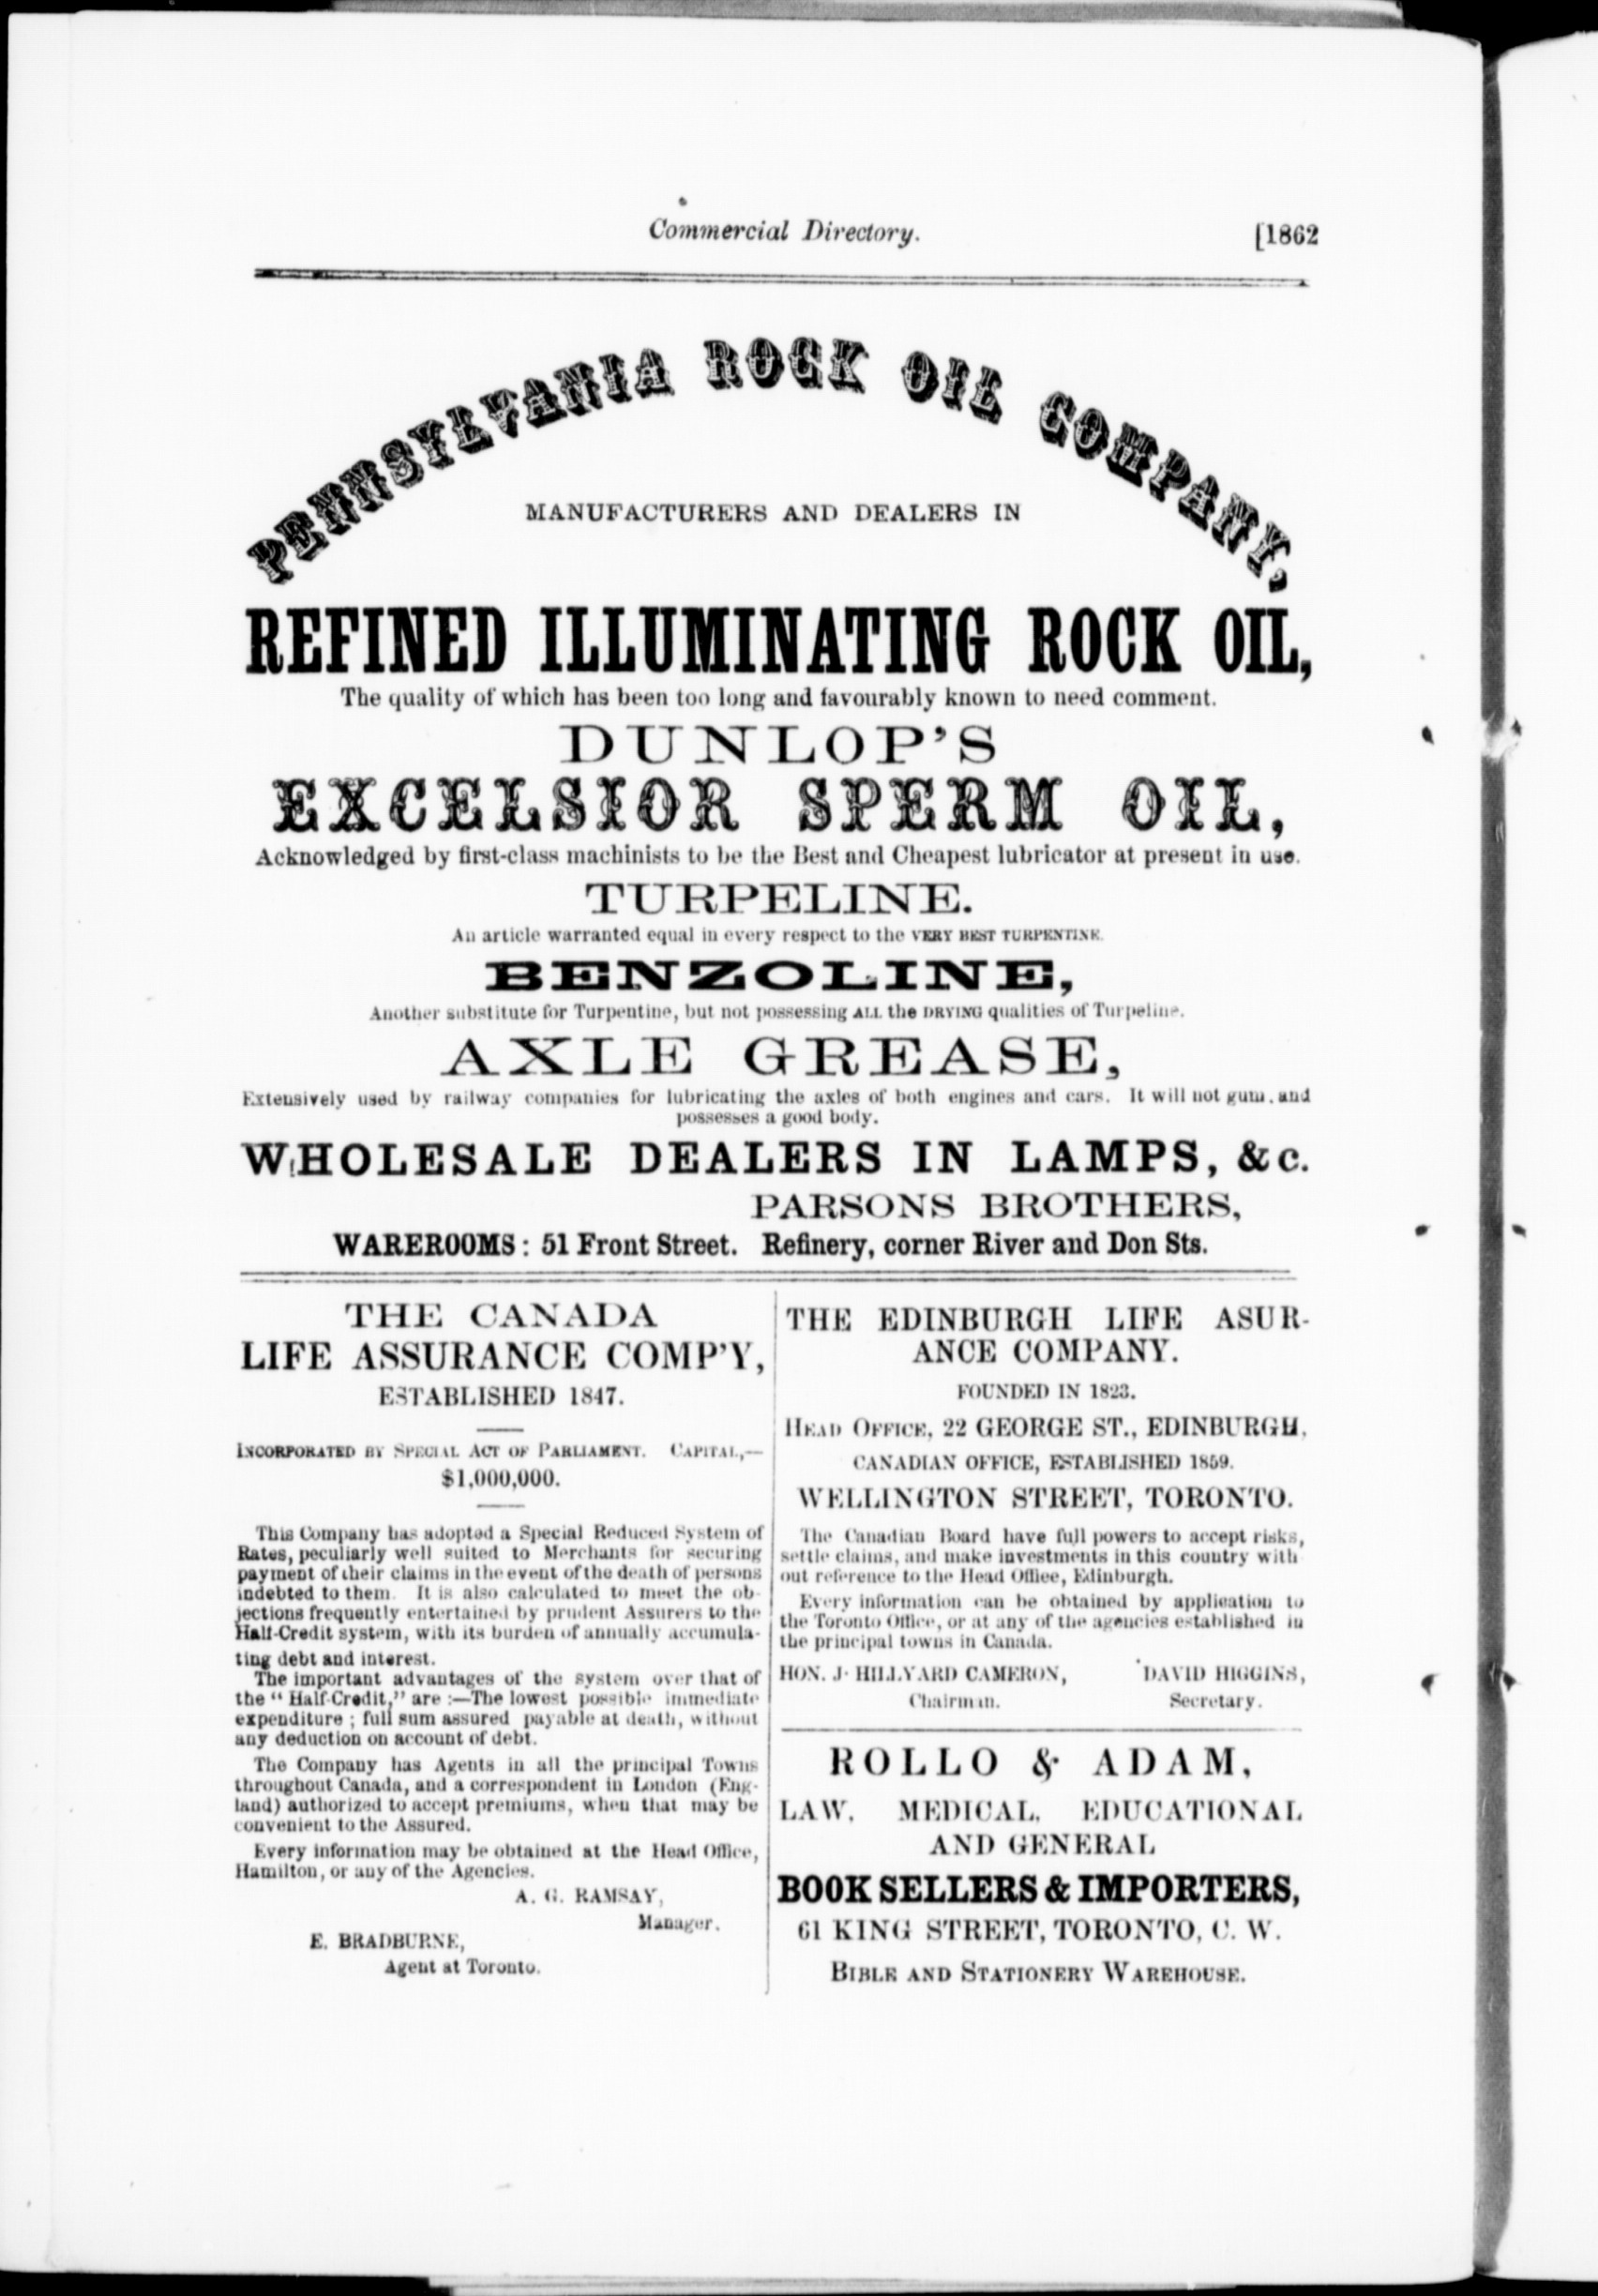 Commercial Directory. [1862
PENNSYLVANIA ROCK OIL COMPANY,
MANUFACTURERS AND DEALERS IN
REFINED ILLUMINATING ROCK OIL,
The quality of which has been too long and favourably known to need comment.
DUNLOP'S
EXCELSIOR SPERM OIL,
Acknowledged by first-class machinists to be the Best and Cheapest lubricator at present in use.
TURPELINE.
An article warranted equal in every respect to the VERY BEST TURPENTINE.
BENZOLINE,
Another substitute for Turpentine, but not possessing ALL the DRYING qualities of Turpeline.
AXLE GREASE,
Extensively used by railway companies for lubricating the axles of both engines and cars. It will not gum, and
possesses a good body.
WHOLESALE DEALERS IN LAMPS, &c.
PARSONS BROTHERS,
WAREROOMS: 51 Front Street. Refinery, corner River and Don Sts.
THE CANADA
LIFE ASSURANCE COMP'Y,
ESTABLISHED 1847.
INCORPORATED BY SPECIAL ACT OF PARLIAMENT. CAPITAL,—
$1,000,000.
This Company has adopted a Special Reduced System of
Rates, peculiarly well suited to Merchants for securing
payment of their claims in the event of the death of persons
indebted to them. It is also calculated to meet the ob-
jections frequently entertained by prudent Assurers to the
Half-Credit system, with its burden of annually accumula-
ting debt and interest.
The important advantages of the system over that of
the "Half-Credit," are :—The lowest possible immediate
expenditure ; full sum assured payable at death, without
any deduction on account of debt.
The Company has Agents in all the principal Towns
throughout Canada, and a correspondent in London (Eng-
land) authorized to accept premiums, when that may be
convenient to the Assured.
Every information may be obtained at the Head Office,
Hamilton, or any of the Agencies.
A. G. RAMSAY,
Manager.
E. BRADBURNE,
Agent at Toronto.
THE EDINBURGH LIFE ASUR-
ANCE COMPANY.
FOUNDED IN 1823.
HEAD OFFICE, 22 GEORGE ST., EDINBURGH,
CANADIAN OFFICE, ESTABLISHED 1859.
WELLINGTON STREET, TORONTO.
The Canadian Board have full powers to accept risks,
settle claims, and make investments in this country with
out reference to the Head Office, Edinburgh.
Every information can be obtained by application to
the Toronto Office, or at any of the agencies established in
the principal towns in Canada.
HON. J. HILLYARD CAMERON, DAVID HIGGINS,
Chairman. Secretary.
ROLLO & ADAM,
LAW, MEDICAL, EDUCATIONAL
AND GENERAL
BOOK SELLERS & IMPORTERS,
61 KING STREET, TORONTO, C. W.
BIBLE AND STATIONERY WAREHOUSE.